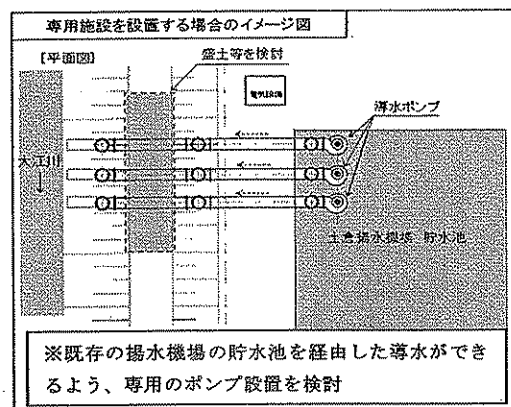 専用施設を設置する場合のイメージ図
［平面図］
盛土等を検討
導水ポンプ
大江川
貯水池
※既存の揚水機場の貯水池を経由した導水ができ
るよう、専用のポンプ設置を検討